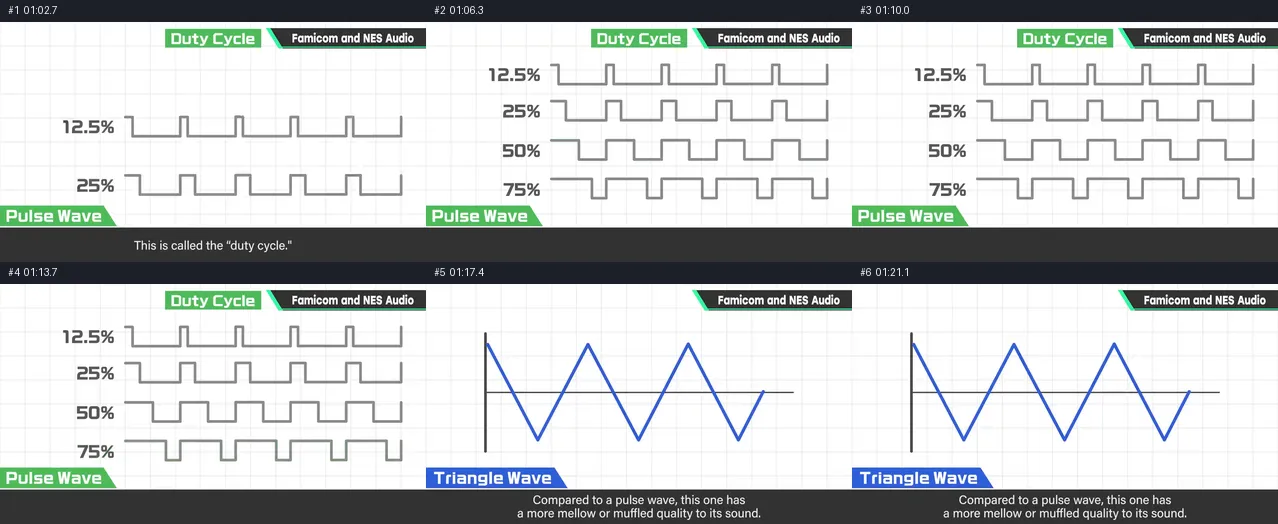 #1 01:02.7
Duty Cycle
Famicom and NES Audio
12.5%
25%
Pulse Wave
This is called the “duty cycle."
#2 01:06.3
Duty Cycle
Famicom and NES Audio
12.5%
25%
50%
75%
Pulse Wave
#3 01:10.0
Duty Cycle
Famicom and NES Audio
12.5%
25%
50%
75%
Pulse Wave
#4 01:13.7
Duty Cycle
Famicom and NES Audio
12.5%
25%
50%
75%
Pulse Wave
#5 01:17.4
Famicom and NES Audio
Triangle Wave
Compared to a pulse wave, this one has
a more mellow or muffled quality to its sound.
#6 01:21.1
Famicom and NES Audio
Triangle Wave
Compared to a pulse wave, this one has
a more mellow or muffled quality to its sound.